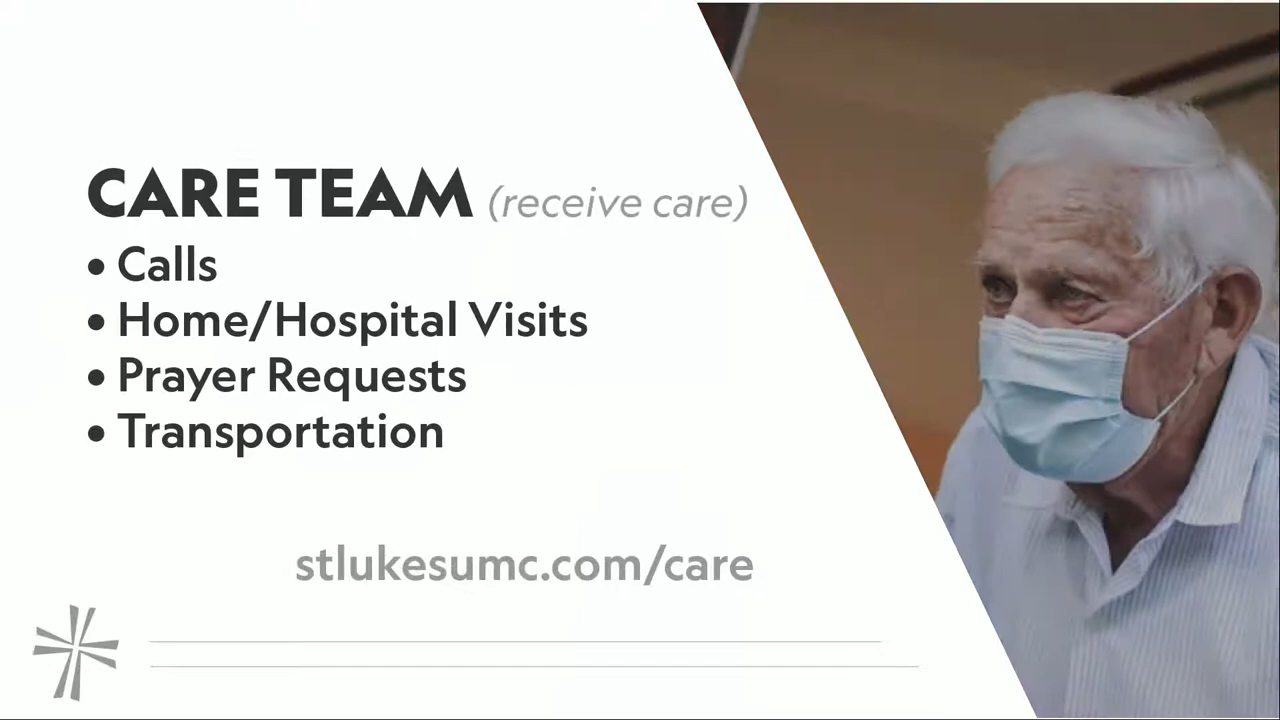 CARE TEAM (receive care)
• Calls
• Home/Hospital Visits
• Prayer Requests
• Transportation
stlukesumc.com/care